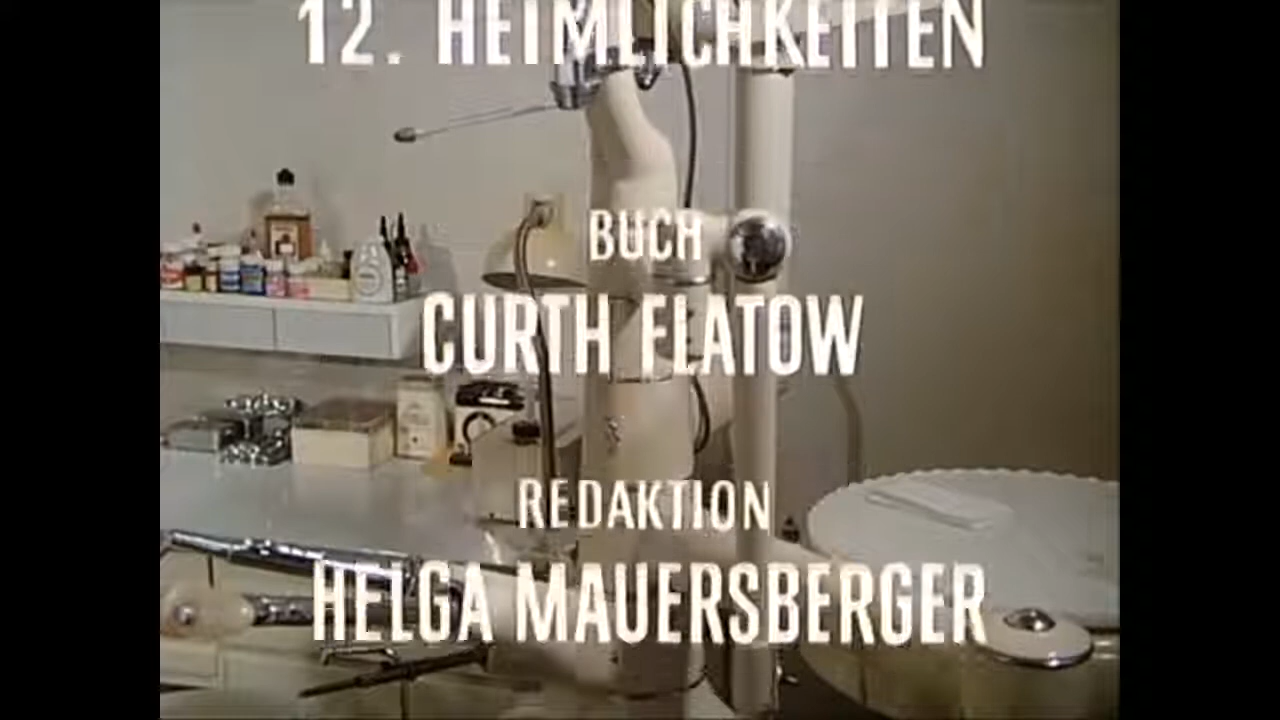 12. HEIMLICHKEITEN
BUCH
CURTH FLATOW
REDAKTION
HELGA MAUERSBERGER